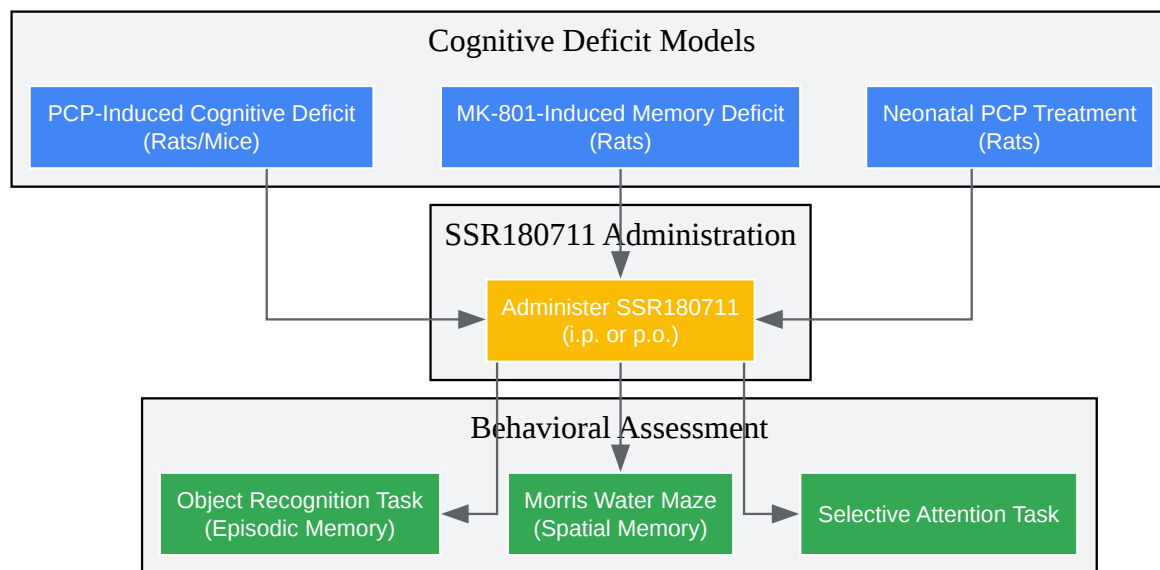 Cognitive Deficit Models
PCP-Induced Cognitive Deficit
(Rats/Mice)
MK-801-Induced Memory Deficit
(Rats)
Neonatal PCP Treatment
(Rats)
SSR180711 Administration
Administer SSR180711
(i.p. or p.o.)
Behavioral Assessment
Object Recognition Task
(Episodic Memory)
Morris Water Maze
(Spatial Memory)
Selective Attention Task